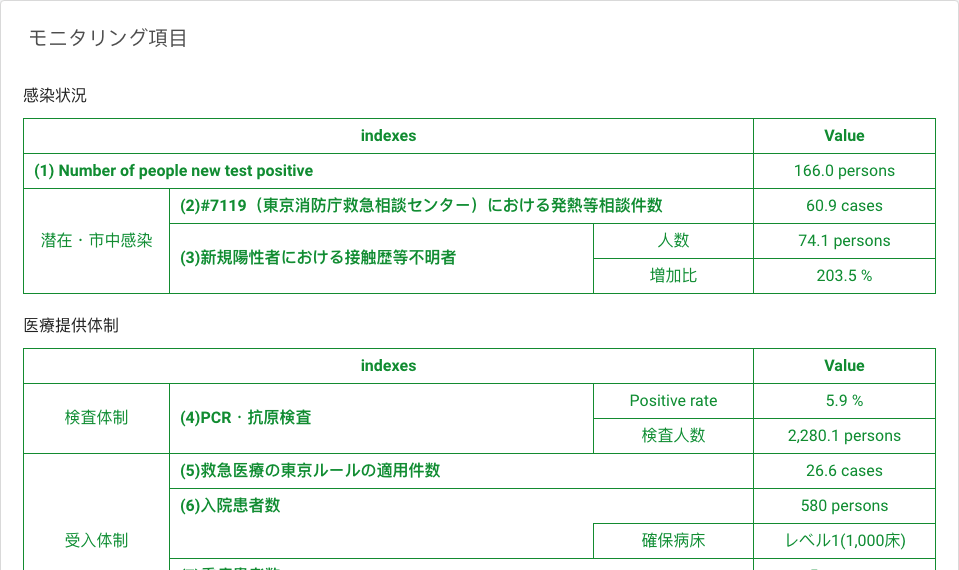 モニタリング項目
感染状況
indexes Value
(1) Number of people new test positive 166.0 persons
潜在・市中感染
(2)#7119（東京消防庁救急相談センター）における発熱等相談件数 60.9 cases
(3)新規陽性者における接触歴等不明者
人数 74.1 persons
増加比 203.5 %
医療提供体制
indexes Value
検査体制
(4)PCR・抗原検査
Positive rate 5.9 %
検査人数 2,280.1 persons
受入体制
(5)救急医療の東京ルールの適用件数 26.6 cases
(6)入院患者数 580 persons
確保病床 レベル1(1,000床)